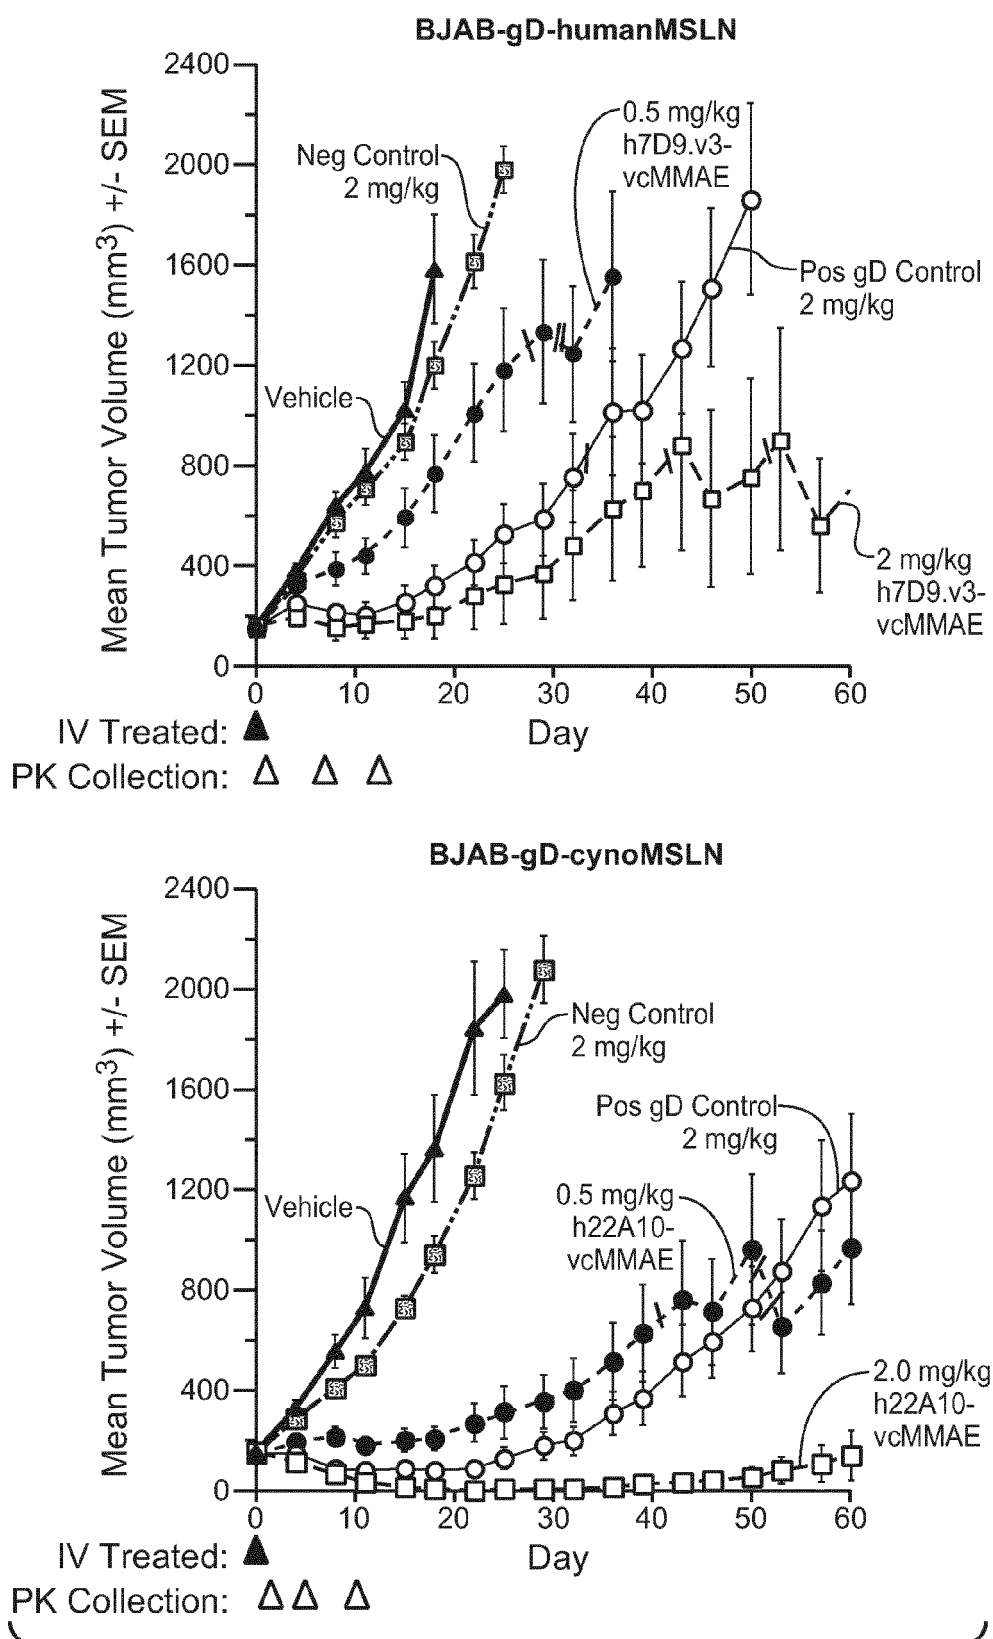 BJAB-gD-humanMSLN
Mean Tumor Volume (mm3) +/- SEM
2400
2000
1600
1200
800
400
0
Neg Control
2 mg/kg
0.5 mg/kg
h7D9.v3-
vcMMAE
Pos gD Control
2 mg/kg
Vehicle
2 mg/kg
h7D9.v3-
vcMMAE
0 10 20 30 40 50 60
Day
IV Treated:
PK Collection:
BJAB-gD-cynoMSLN
Mean Tumor Volume (mm3) +/- SEM
2400
2000
1600
1200
800
400
0
Neg Control
2 mg/kg
Pos gD Control
2 mg/kg
Vehicle
0.5 mg/kg
h22A10-
vcMMAE
2.0 mg/kg
h22A10-
vcMMAE
0 10 20 30 40 50 60
Day
IV Treated:
PK Collection: